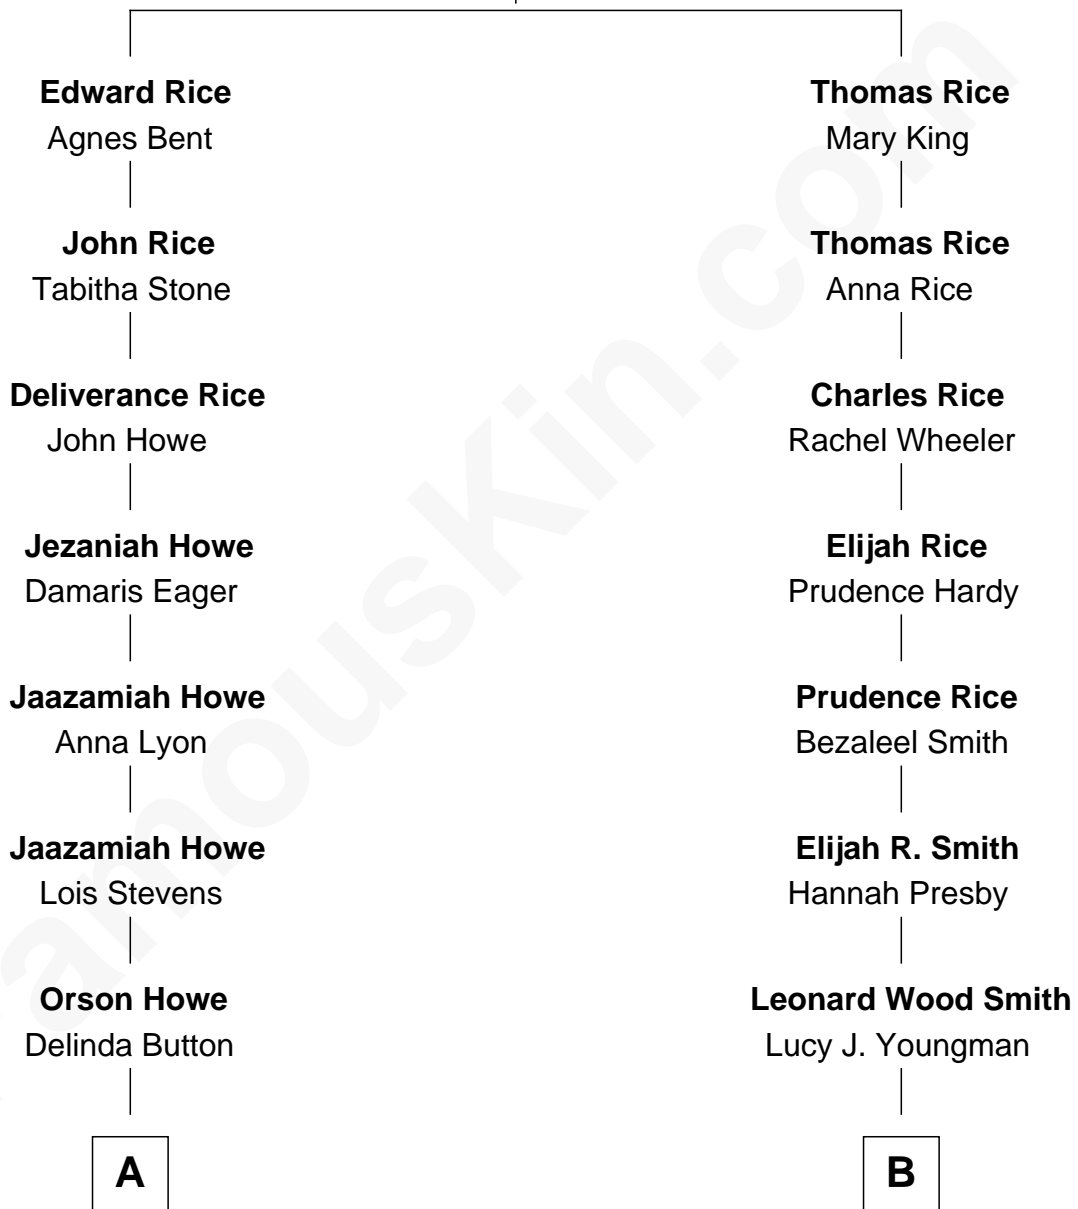 Edward Rice
Agnes Bent
John Rice
Tabitha Stone
Deliverance Rice
John Howe
Jezaniah Howe
Damaris Eager
Jaazamiah Howe
Anna Lyon
Jaazamiah Howe
Lois Stevens
Orson Howe
Delinda Button
A
Thomas Rice
Mary King
Thomas Rice
Anna Rice
Charles Rice
Rachel Wheeler
Elijah Rice
Prudence Hardy
Prudence Rice
Bezaleel Smith
Elijah R. Smith
Hannah Presby
Leonard Wood Smith
Lucy J. Youngman
B
amousKin.com